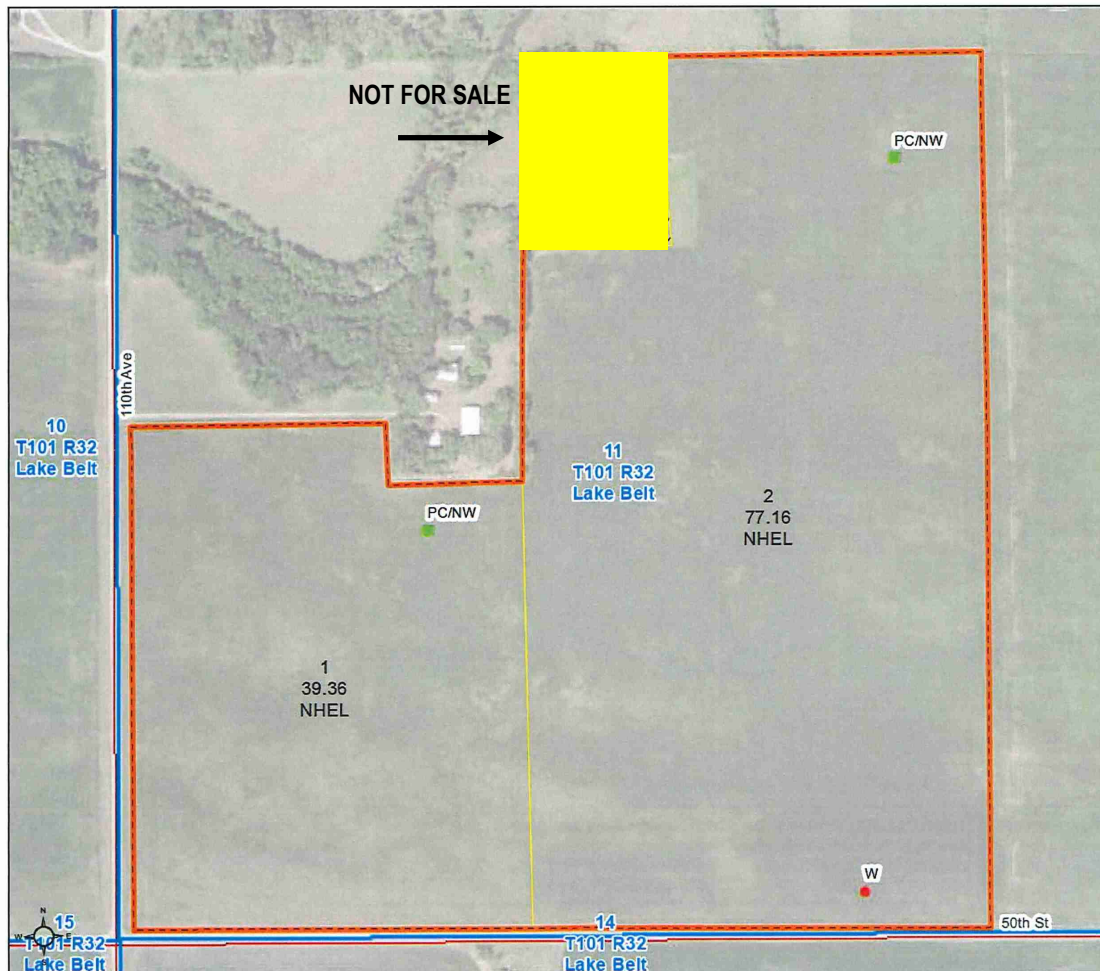 NOT FOR SALE
PC/NW
110th Ave
10
T101 R32
Lake Belt
11
T101 R32
Lake Belt
2
77.16
NHEL
PC/NW
1
39.36
NHEL
W
50th St
N
W
E
15
T101 R32
Lake Belt
14
T101 R32
Lake Belt